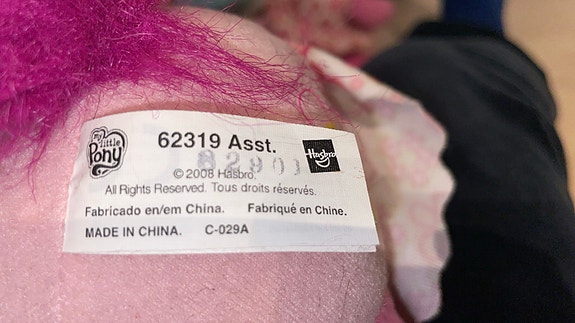 my little Pony
62319 Asst.
82901
Hasbro
© 2008 Hasbro.
All Rights Reserved. Tous droits réservés.
Fabricado en/em China. Fabriqué en Chine.
MADE IN CHINA. C-029A